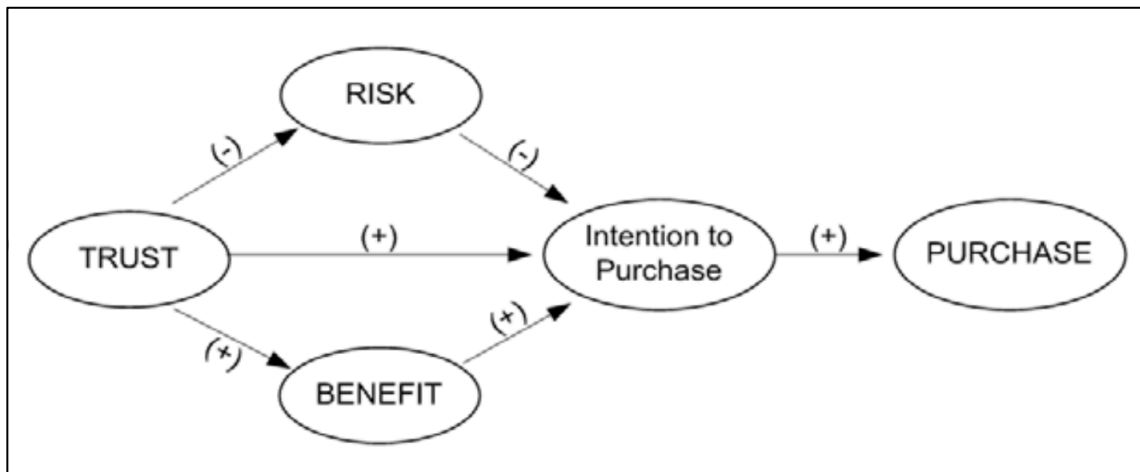 RISK
(-)
(-)
TRUST
(+)
Intention to
Purchase
(+)
PURCHASE
(+)
(+)
BENEFIT